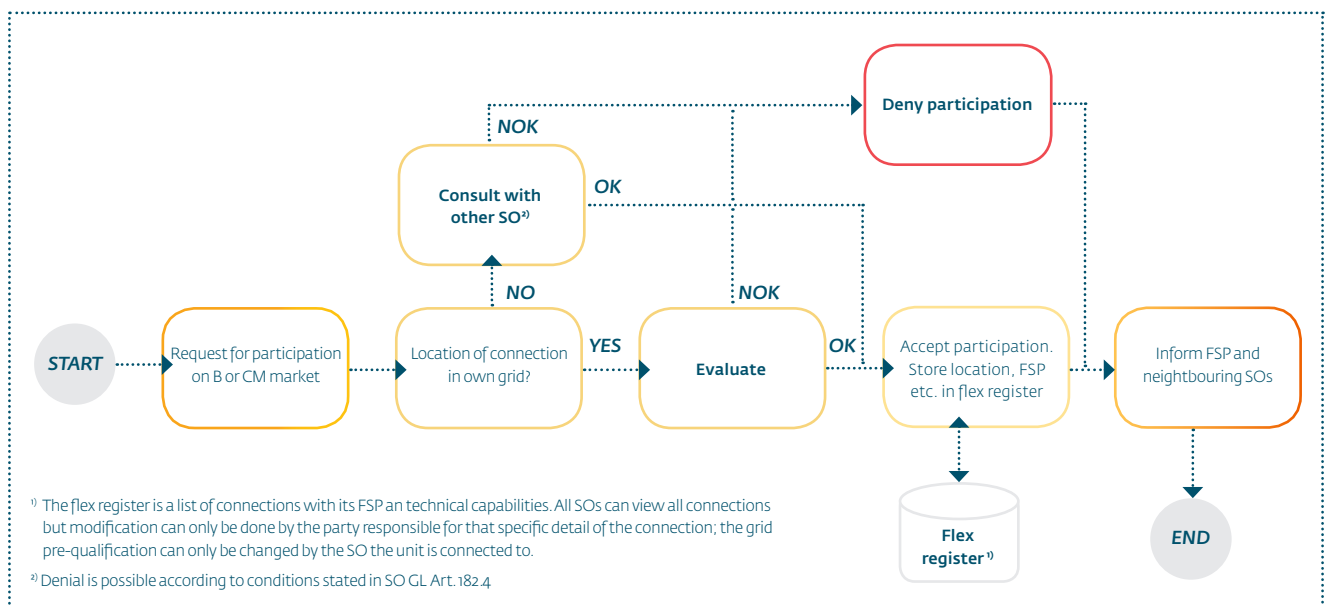 Deny participation
NOK
Consult with
other SO²⁾
OK
NO
NOK
START
Request for participation
on B or CM market
Location of connection
in own grid?
YES
Evaluate
OK
Accept participation.
Store location, FSP
etc. in flex register
Inform FSP and
neighbouring SOs
Flex
register ¹⁾
END
¹⁾ The flex register is a list of connections with its FSP an technical capabilities. All SOs can view all connections
but modification can only be done by the party responsible for that specific detail of the connection; the grid
pre-qualification can only be changed by the SO the unit is connected to.
²⁾ Denial is possible according to conditions stated in SO GL Art. 182.4